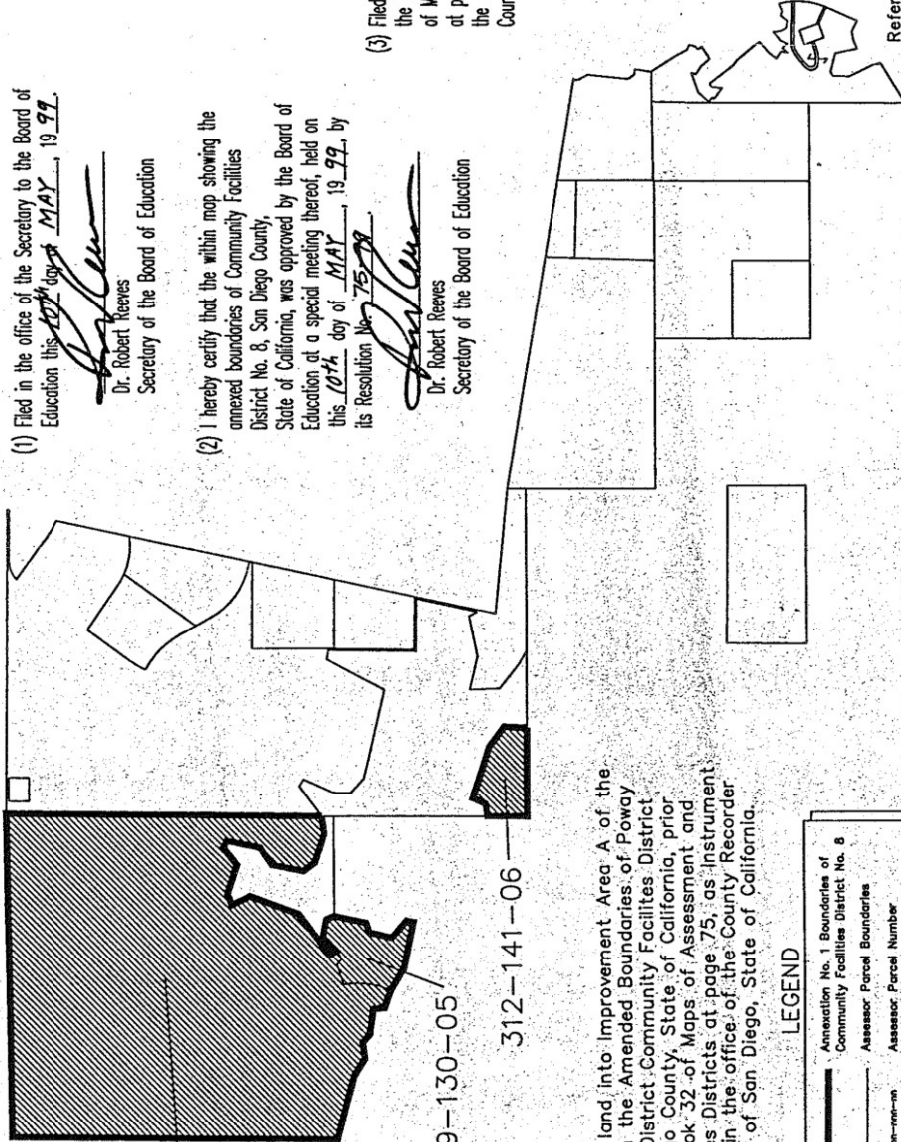 (1) Filed in the office of the Secretary to the Board of
Education this 10th day of MAY, 1999.
Dr. Robert Reeves
Secretary of the Board of Education
(2) I hereby certify that the within map showing the
annexed boundaries of Community Facilities
District No. 8, San Diego County,
State of California, was approved by the Board of
Education at a special meeting thereof, held on
this 10th day of MAY, 1999, by
its Resolution No. 75-99.
Dr. Robert Reeves
Secretary of the Board of Education
(3) Filed
the
of M
at p
the
Coun
Refer
9-130-05
312-141-06
land into Improvement Area A of the
the Amended Boundaries of Poway
District Community Facilites District
o County, State of California, prior
ok 32 of Maps of Assessment and
s Districts at page 75, as Instrument
in the office of the County Recorder
of San Diego, State of California.
LEGEND
Annexation No. 1 Boundaries of
Community Facilities District No. 8
Assessor Parcel Boundaries
Assessor Parcel Number